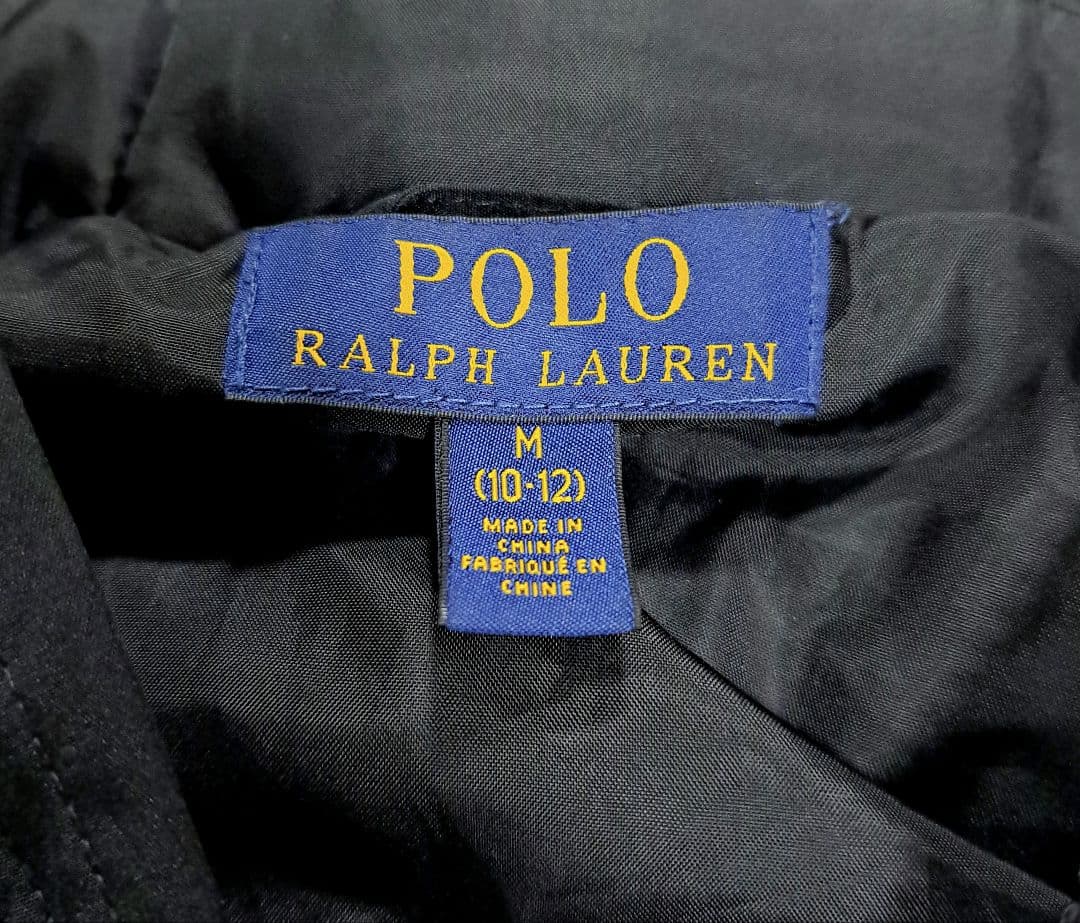 POLO
RALPH LAUREN
M
(10-12)
MADE IN
CHINA
FABRIQUÉ EN
CHINE